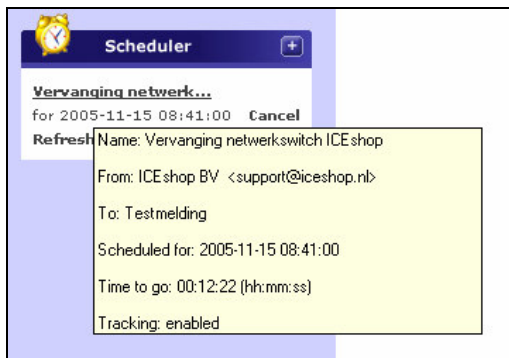 Scheduler +
Vervanging netwerk...
for 2005-11-15 08:41:00 Cancel
Refresh
Name: Vervanging netwerkswitch ICEshop
From: ICEshop BV <support@iceshop.nl>
To: Testmelding
Scheduled for: 2005-11-15 08:41:00
Time to go: 00:12:22 (hh:mm:ss)
Tracking: enabled